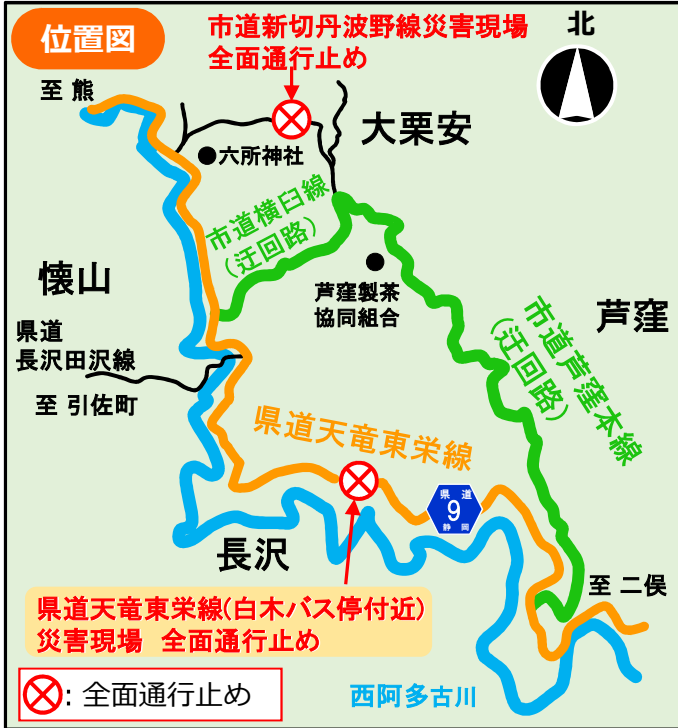 位置図
市道新切丹波野線災害現場
全面通行止め
北
至 熊
大栗安
六所神社
市道横臼線
(迂回路)
懐山
芦窪製茶
協同組合
芦窪
県道
長沢田沢線
至 引佐町
市道芦窪本線
(迂回路)
県道天竜東栄線
県道
9
静岡
長沢
至 二俣
県道天竜東栄線(白木バス停付近)
災害現場 全面通行止め
: 全面通行止め
西阿多古川